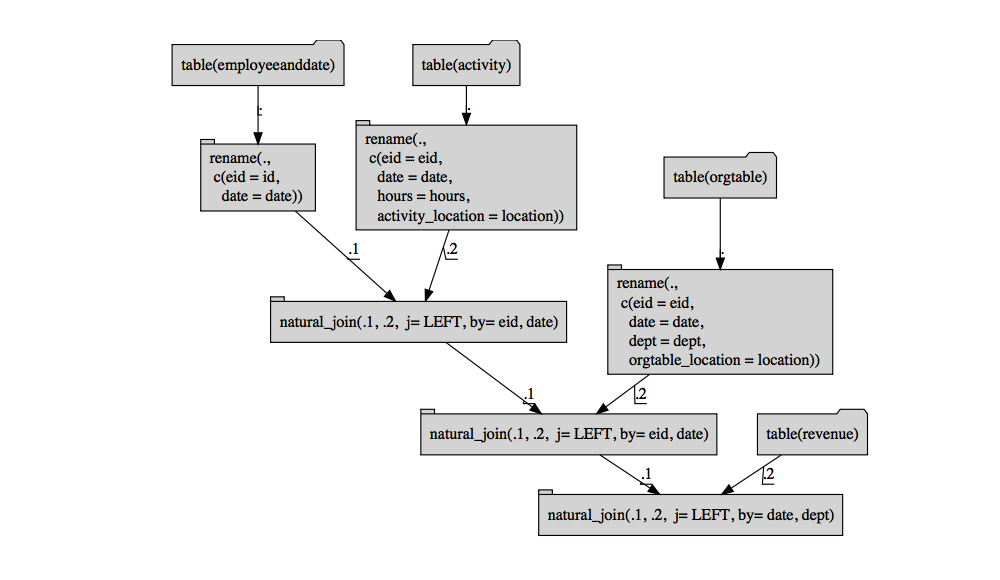 table(employeeanddate)
table(activity)
:
:
rename(.,
c(eid = id,
date = date))
rename(.,
c(eid = eid,
date = date,
hours = hours,
activity_location = location))
table(orgtable)
.1
.2
:
natural_join(.1, .2, j= LEFT, by= eid, date)
rename(.,
c(eid = eid,
date = date,
dept = dept,
orgtable_location = location))
.1
.2
natural_join(.1, .2, j= LEFT, by= eid, date)
table(revenue)
.1
.2
natural_join(.1, .2, j= LEFT, by= date, dept)